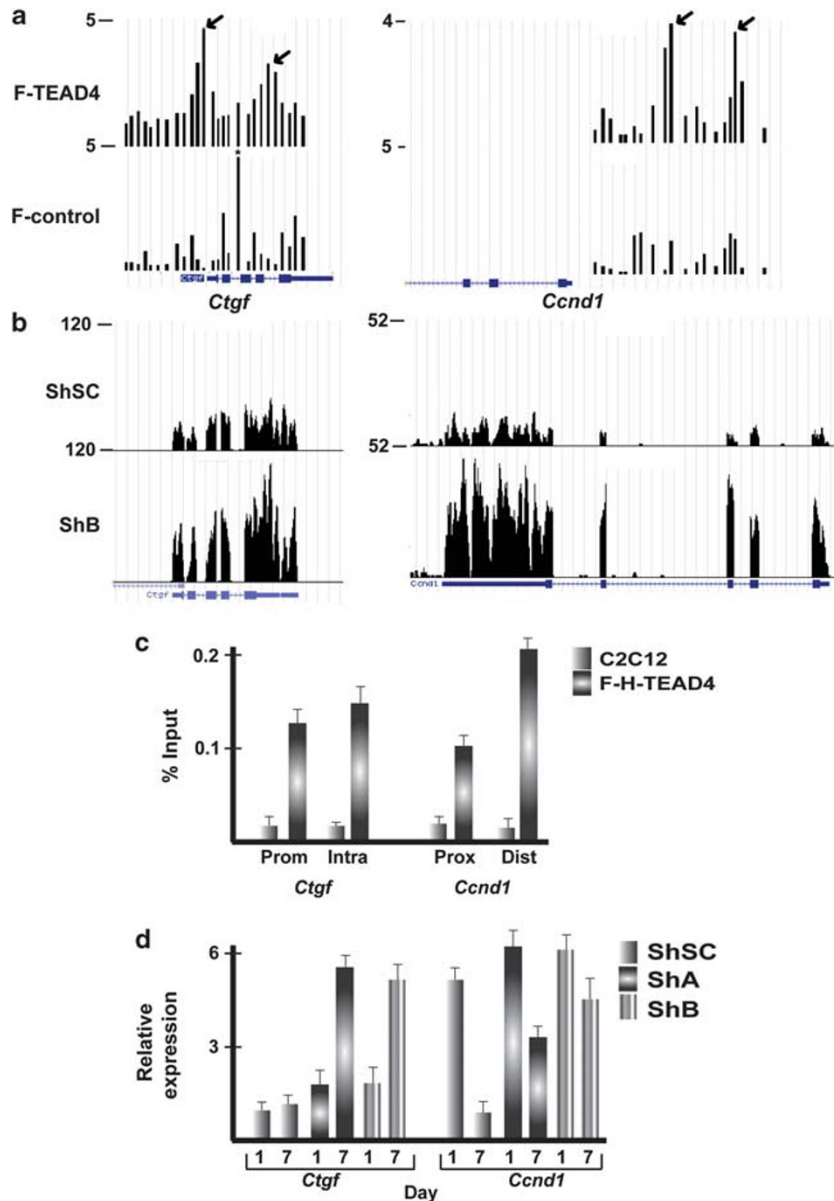 a
5
4
F-TEAD4
5
5
*
F-control
Ctgf
Ctgf
Ccnd1
b
120
52
ShSC
120
52
ShB
Ctgf
Ccnd1
c
0.2
C2C12
F-H-TEAD4
% Input
0.1
Prom Intra Prox Dist
Ctgf Ccnd1
d
6
ShSC
ShA
ShB
Relative
expression
3
1 7 1 7 1 7 1 7 1 7 1 7
Ctgf Ccnd1
Day